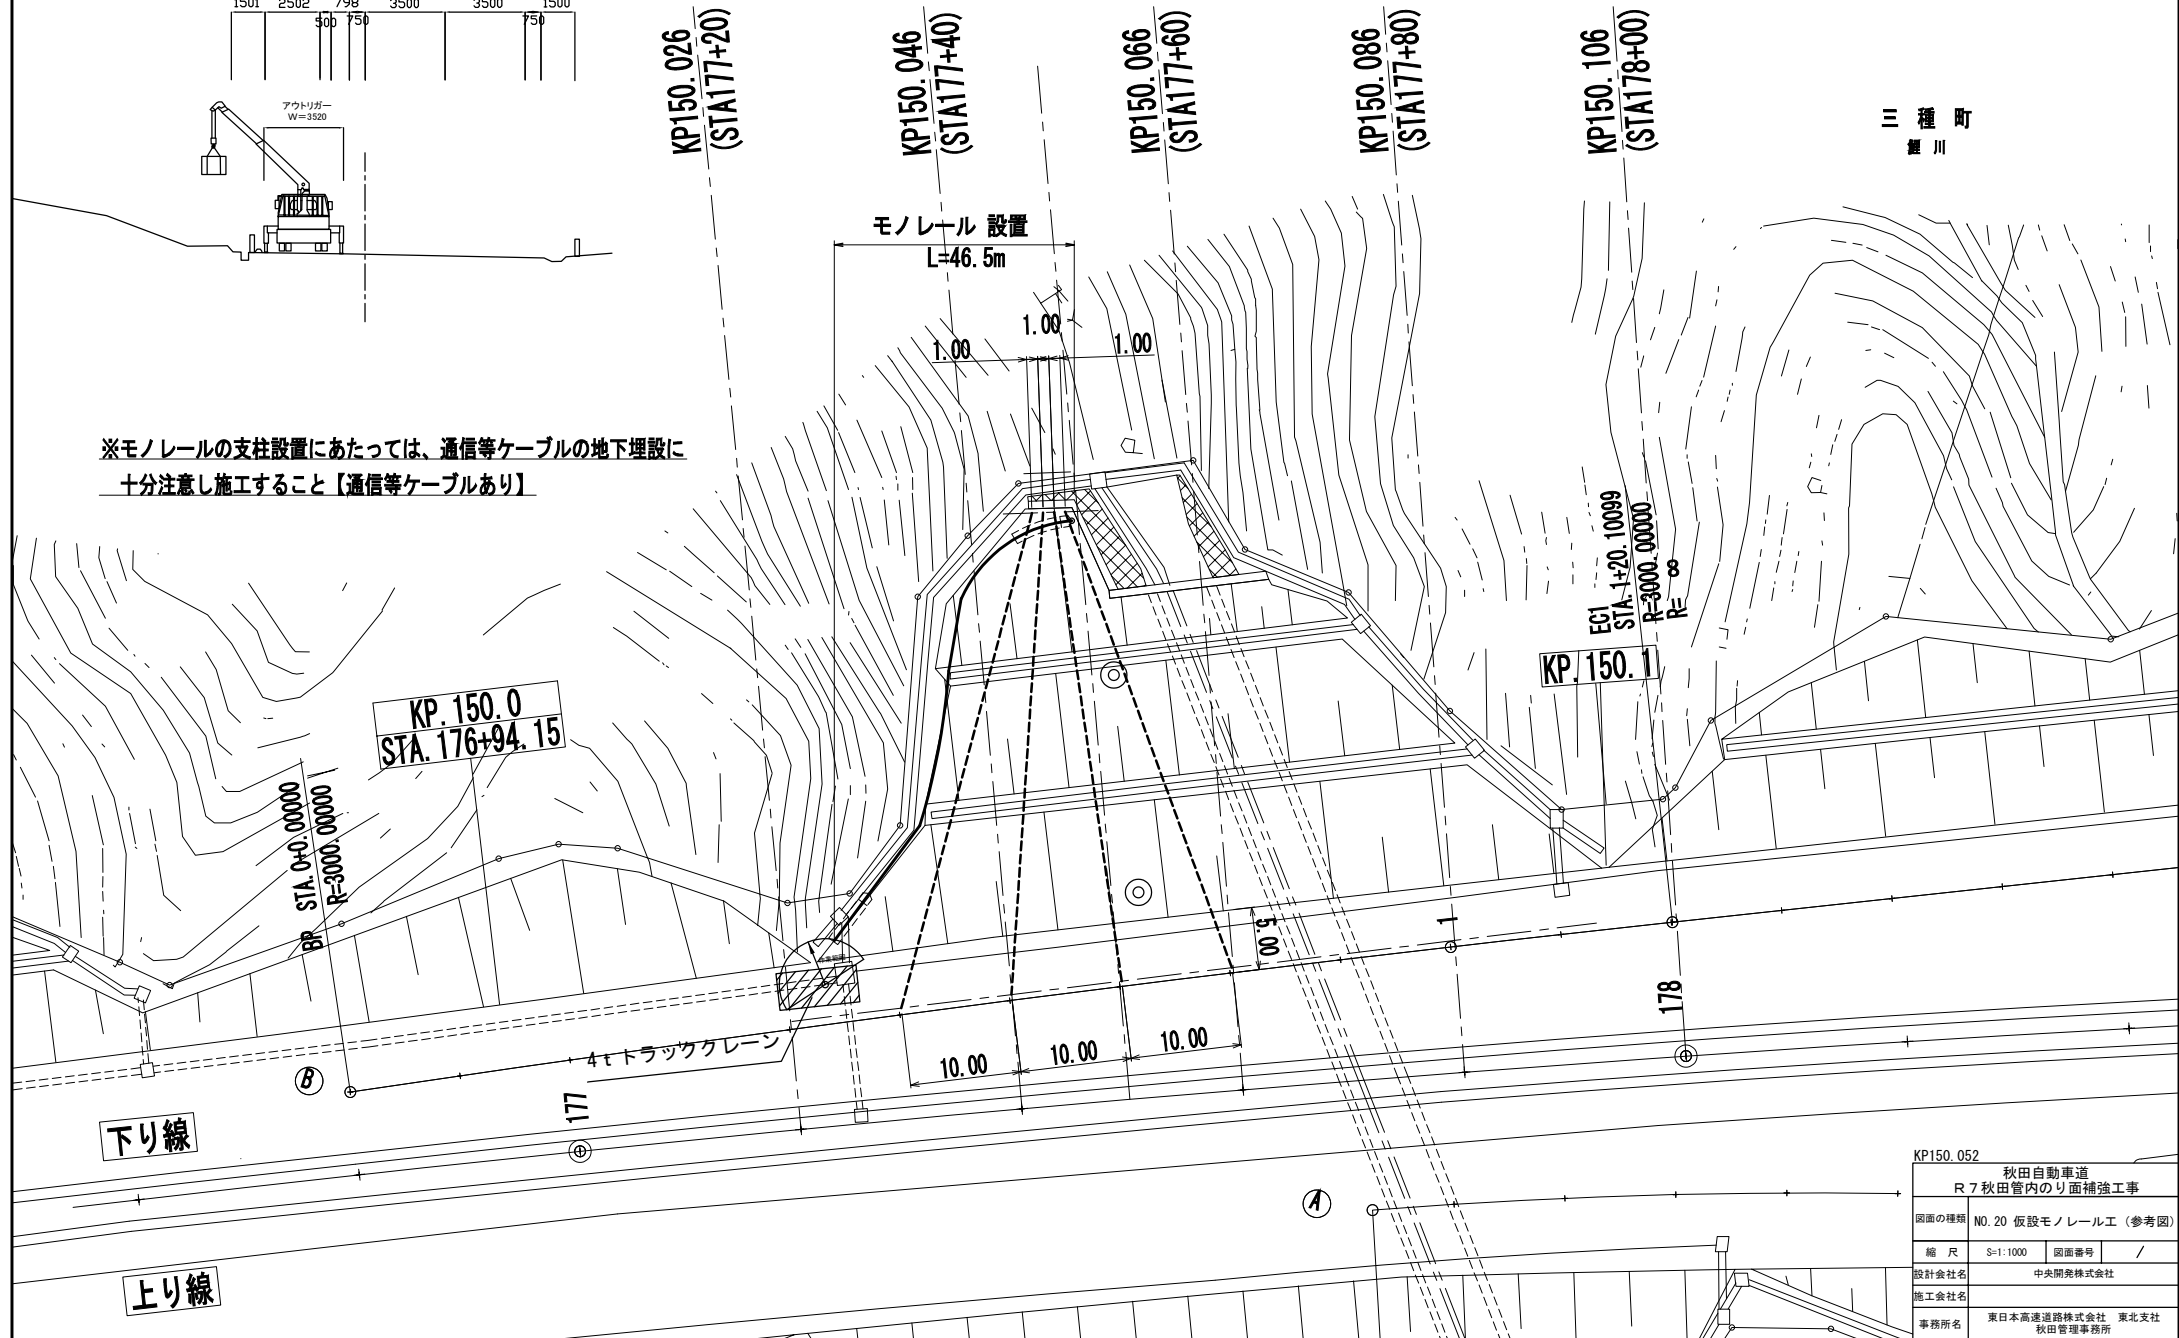 1501 2502 798 3500 3500 1500
500 750 750
アウトリガー
W=3520
KP150.026
(STA177+20)
KP150.046
(STA177+40)
KP150.066
(STA177+60)
KP150.086
(STA177+80)
KP150.106
(STA178+00)
三 種 町
鯉 川
モノレール 設置
L=46.5m
1.00
1.00
1.00
※モノレールの支柱設置にあたっては、通信等ケーブルの地下埋設に
十分注意し施工すること【通信等ケーブルあり】
EC1
STA.1+20.10099
R=3000.00000
R=∞
KP.150.1
KP.150.0
STA.176+94.15
BP STA.0+0.00000
R=3000.00000
作業範囲
5.00
1
178
10.00
10.00
10.00
4tトラッククレーン
B
177
下り線
A
上り線
KP150.052
秋田自動車道
R7秋田管内のり面補強工事
図面の種類 NO.20 仮設モノレール工（参考図）
縮 尺 S=1:1000 図面番号 /
設計会社名 中央開発株式会社
施工会社名
事務所名 東日本高速道路株式会社 東北支社
秋田管理事務所